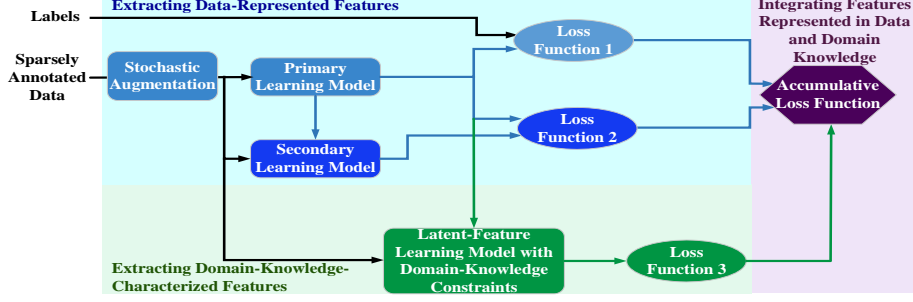 Extracting Data-Represented Features
Integrating Features
Represented in Data
and Domain
Knowledge
Labels
Sparsely
Annotated
Data
Stochastic
Augmentation
Primary
Learning Model
Secondary
Learning Model
Loss
Function 1
Loss
Function 2
Accumulative
Loss Function
Latent-Feature
Learning Model with
Domain-Knowledge
Constraints
Loss
Function 3
Extracting Domain-Knowledge-
Characterized Features